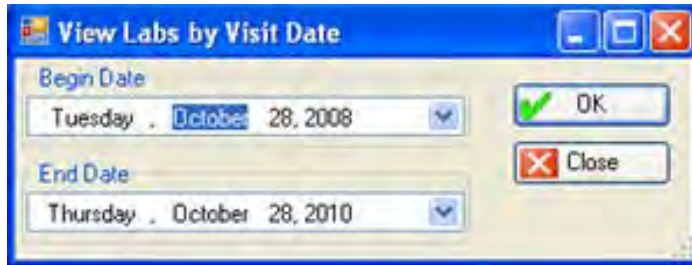 View Labs by Visit Date
Begin Date
Tuesday , October 28, 2008
OK
End Date
Close
Thursday , October 28, 2010